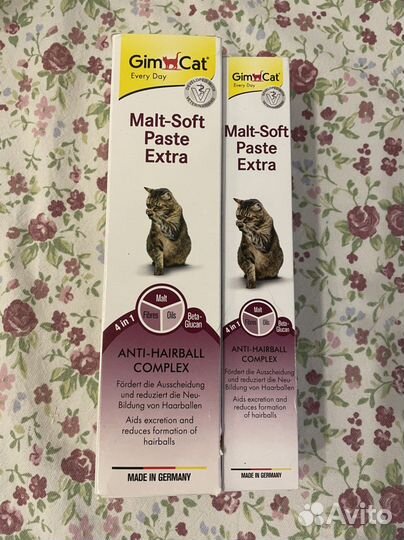 GimCat
Every Day
DEVELOPED WITH
VETERINARIANS
Malt-Soft
Paste
Extra
4 in 1
Malt
Fibres
Oils
Beta-
Glucan
ANTI-HAIRBALL
COMPLEX
Fördert die Ausscheidung
und reduziert die Neu-
Bildung von Haarballen
Aids excretion and
reduces formation of
hairballs
MADE IN GERMANY
GimCat
Every Day
Malt-Soft
Paste
Extra
4 in 1
Malt
Fibres
Oils
Beta-
Glucan
ANTI-HAIRBALL
COMPLEX
Fördert die Ausscheidung
und reduziert die Neu-
Bildung von Haarballen
Aids excretion and
reduces formation
of hairballs
MADE IN GERMANY
Avito